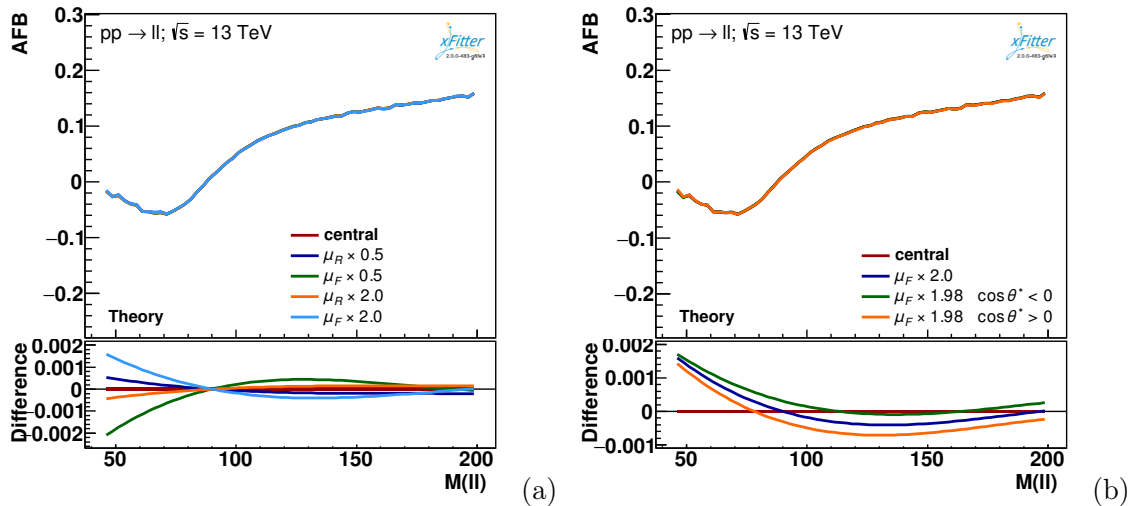 AFB
0.3
0.2
0.1
0
−0.1
−0.2
pp → ll; √s = 13 TeV
xFitter
central
μR × 0.5
μF × 0.5
μR × 2.0
μF × 2.0
Theory
Difference
0.002
0.001
0
−0.001
−0.002
50 100 150 200
M(ll)
(a)
AFB
0.3
0.2
0.1
0
−0.1
−0.2
pp → ll; √s = 13 TeV
xFitter
central
μF × 2.0
μF × 1.98 cos θ* < 0
μF × 1.98 cos θ* > 0
Theory
Difference
0.002
0.001
0
−0.001
50 100 150 200
M(ll)
(b)